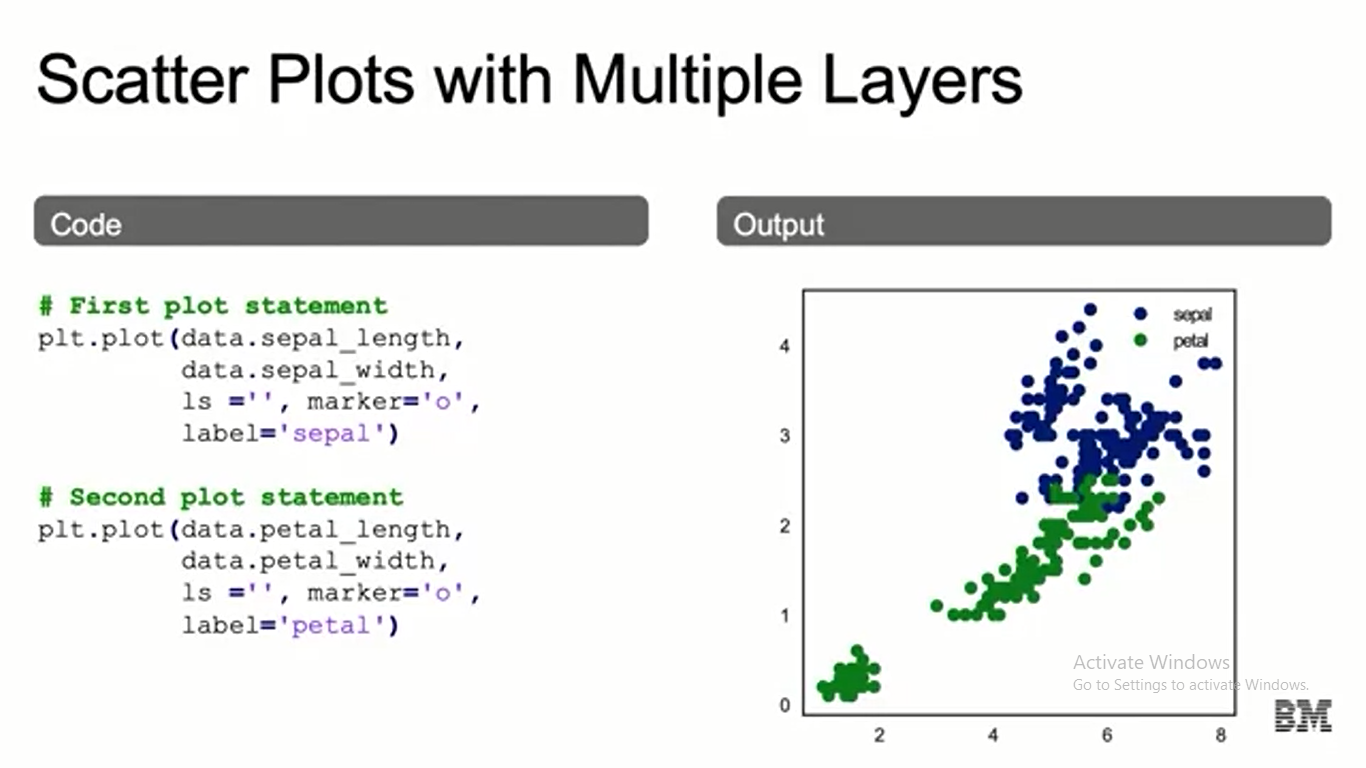 Scatter Plots with Multiple Layers
Code
# First plot statement
plt.plot(data.sepal_length,
data.sepal_width,
ls ='', marker='o',
label='sepal')
# Second plot statement
plt.plot(data.petal_length,
data.petal_width,
ls ='', marker='o',
label='petal')
Output
sepal
petal
4
3
2
1
0
2
4
6
8
Activate Windows
Go to Settings to activate Windows.
IBM